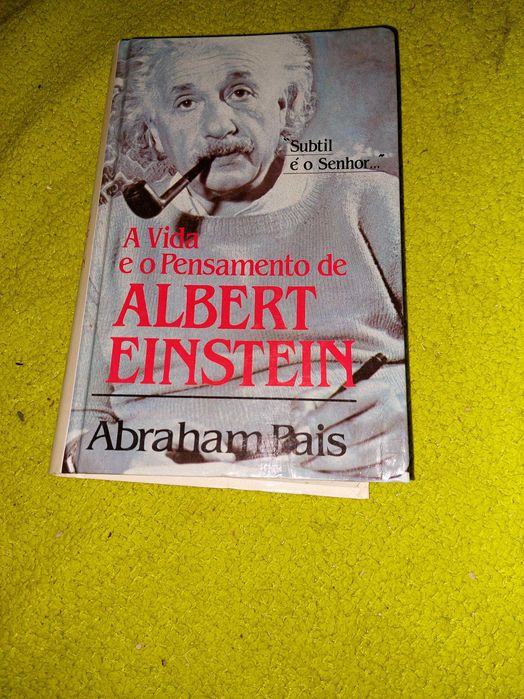 "Subtil
é o Senhor..."
A Vida
e o Pensamento de
ALBERT
EINSTEIN
Abraham Pais